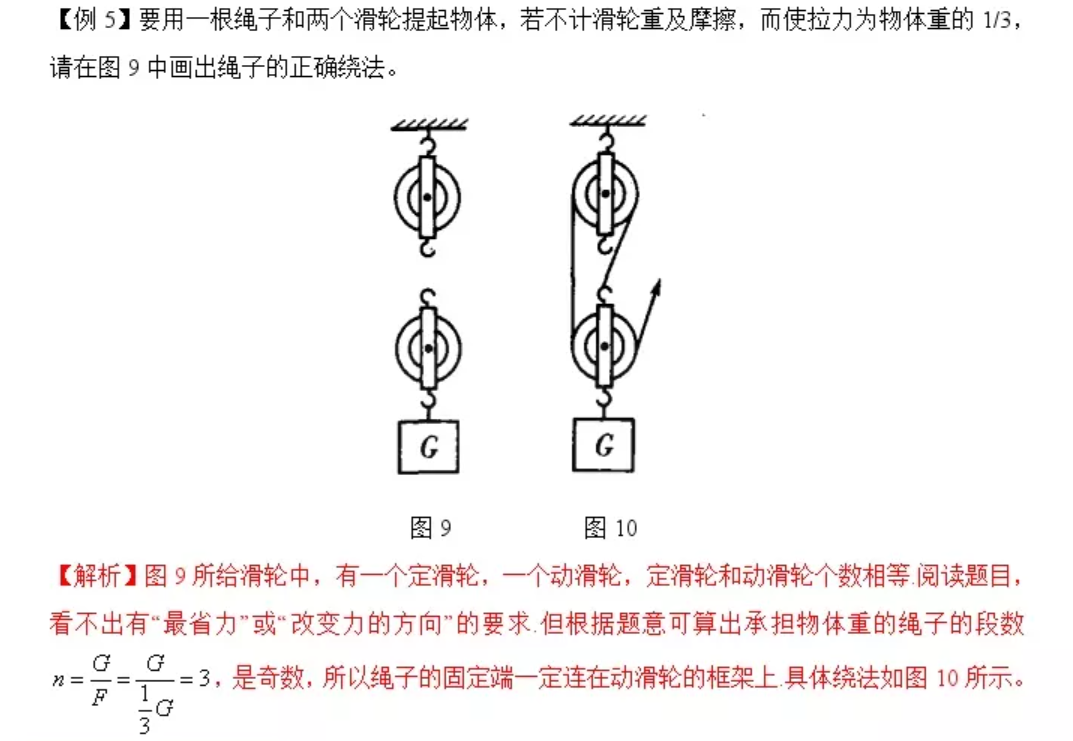 【例 5】要用一根绳子和两个滑轮提起物体，若不计滑轮重及摩擦，而使拉力为物体重的 1/3，
请在图 9 中画出绳子的正确绕法。
G
G
图 9
图 10
【解析】图 9 所给滑轮中，有一个定滑轮，一个动滑轮，定滑轮和动滑轮个数相等.阅读题目，
看不出有“最省力”或“改变力的方向”的要求.但根据题意可算出承担物体重的绳子的段数
n = G/F = G/(1/3 G) = 3，是奇数，所以绳子的固定端一定连在动滑轮的框架上.具体绕法如图 10 所示。